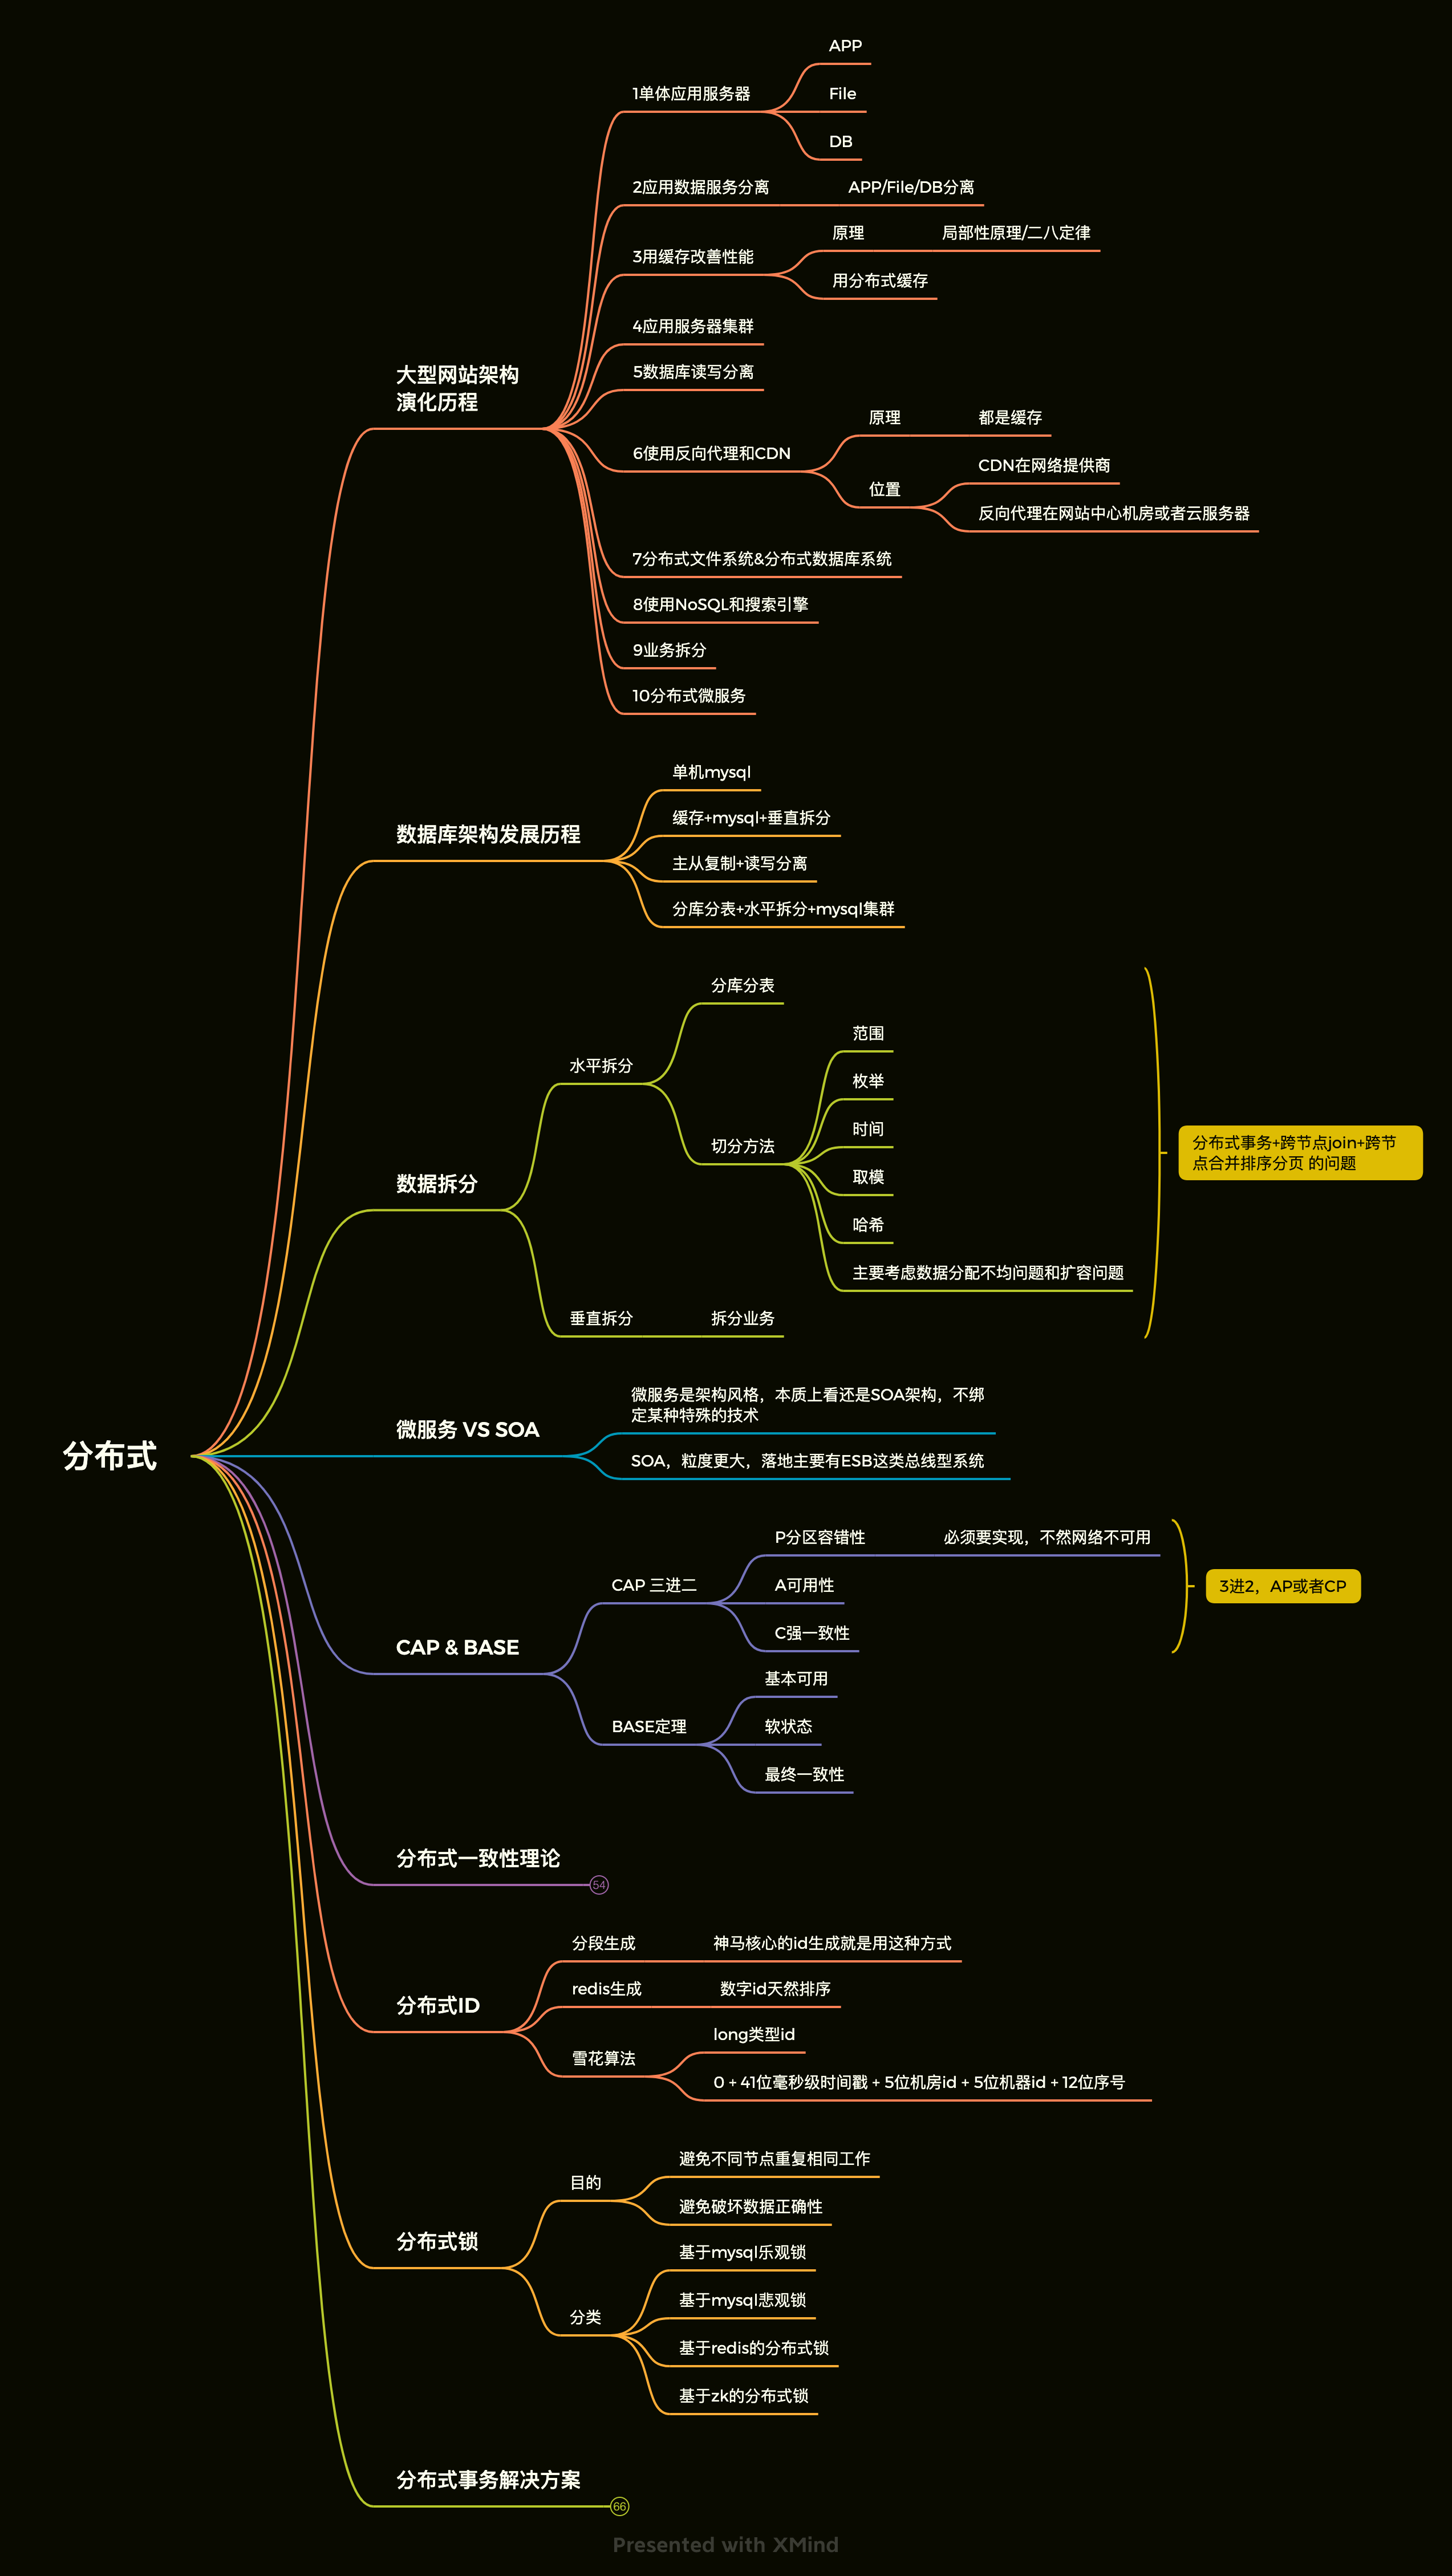 分布式
大型网站架构
演化历程
1单体应用服务器
APP
File
DB
2应用数据服务分离
APP/File/DB分离
3用缓存改善性能
原理
局部性原理/二八定律
用分布式缓存
4应用服务器集群
5数据库读写分离
6使用反向代理和CDN
原理
都是缓存
位置
CDN在网络提供商
反向代理在网站中心机房或者云服务器
7分布式文件系统&分布式数据库系统
8使用NoSQL和搜索引擎
9业务拆分
10分布式微服务
数据库架构发展历程
单机mysql
缓存+mysql+垂直拆分
主从复制+读写分离
分库分表+水平拆分+mysql集群
数据拆分
水平拆分
分库分表
切分方法
范围
枚举
时间
取模
哈希
主要考虑数据分配不均问题和扩容问题
垂直拆分
拆分业务
分布式事务+跨节点join+跨节
点合并排序分页 的问题
微服务 VS SOA
微服务是架构风格，本质上看还是SOA架构，不绑
定某种特殊的技术
SOA，粒度更大，落地主要有ESB这类总线型系统
CAP & BASE
CAP 三进二
P分区容错性
必须要实现，不然网络不可用
A可用性
C强一致性
3进2，AP或者CP
BASE定理
基本可用
软状态
最终一致性
分布式一致性理论
54
分布式ID
分段生成
神马核心的id生成就是用这种方式
redis生成
数字id天然排序
雪花算法
long类型id
0 + 41位毫秒级时间戳 + 5位机房id + 5位机器id + 12位序号
分布式锁
目的
避免不同节点重复相同工作
避免破坏数据正确性
分类
基于mysql乐观锁
基于mysql悲观锁
基于redis的分布式锁
基于zk的分布式锁
分布式事务解决方案
66
Presented with XMind